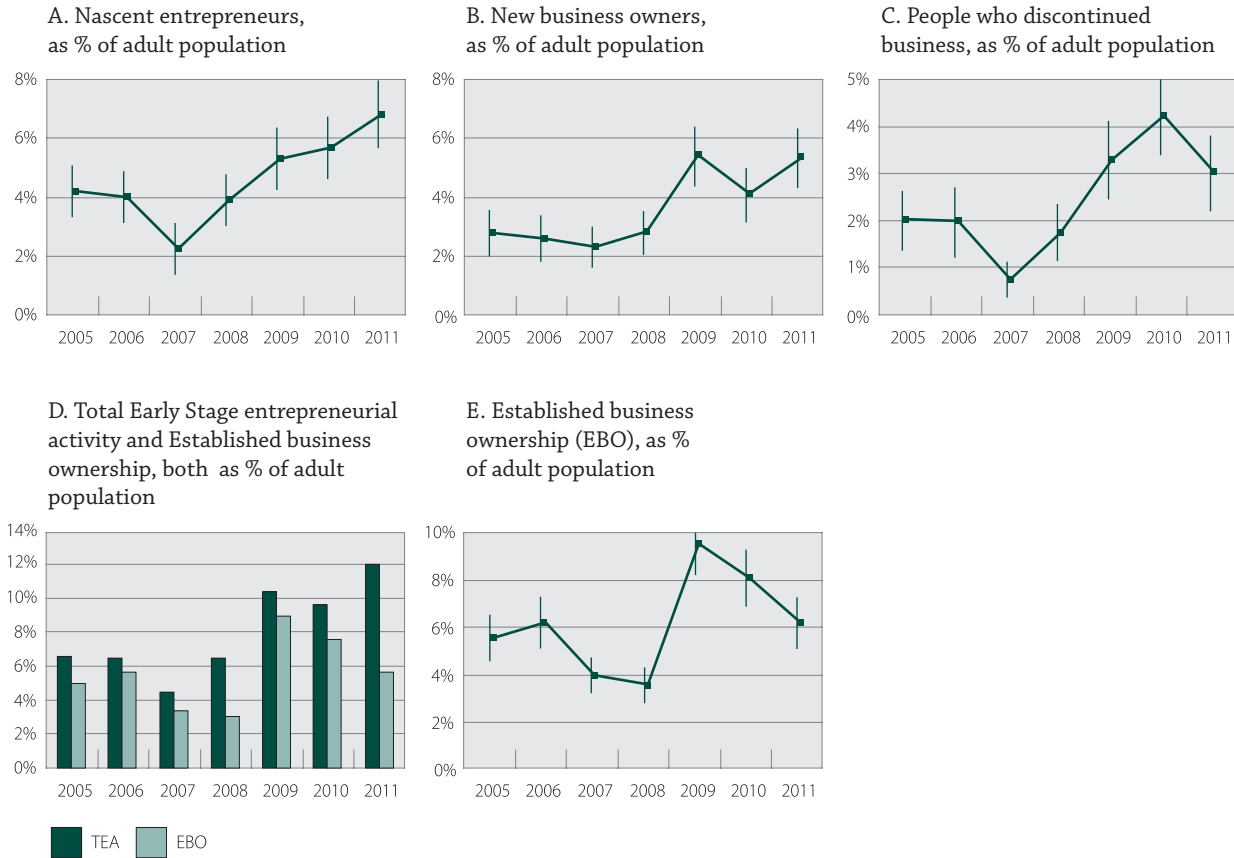 A. Nascent entrepreneurs,
as % of adult population
8%
6%
4%
2%
0%
2005 2006 2007 2008 2009 2010 2011
B. New business owners,
as % of adult population
8%
6%
4%
2%
0%
2005 2006 2007 2008 2009 2010 2011
C. People who discontinued
business, as % of adult population
5%
4%
3%
2%
1%
0%
2005 2006 2007 2008 2009 2010 2011
D. Total Early Stage entrepreneurial
activity and Established business
ownership, both as % of adult
population
14%
12%
10%
8%
6%
4%
2%
0%
2005 2006 2007 2008 2009 2010 2011
TEA EBO
E. Established business
ownership (EBO), as %
of adult population
10%
8%
6%
4%
2%
0%
2005 2006 2007 2008 2009 2010 2011